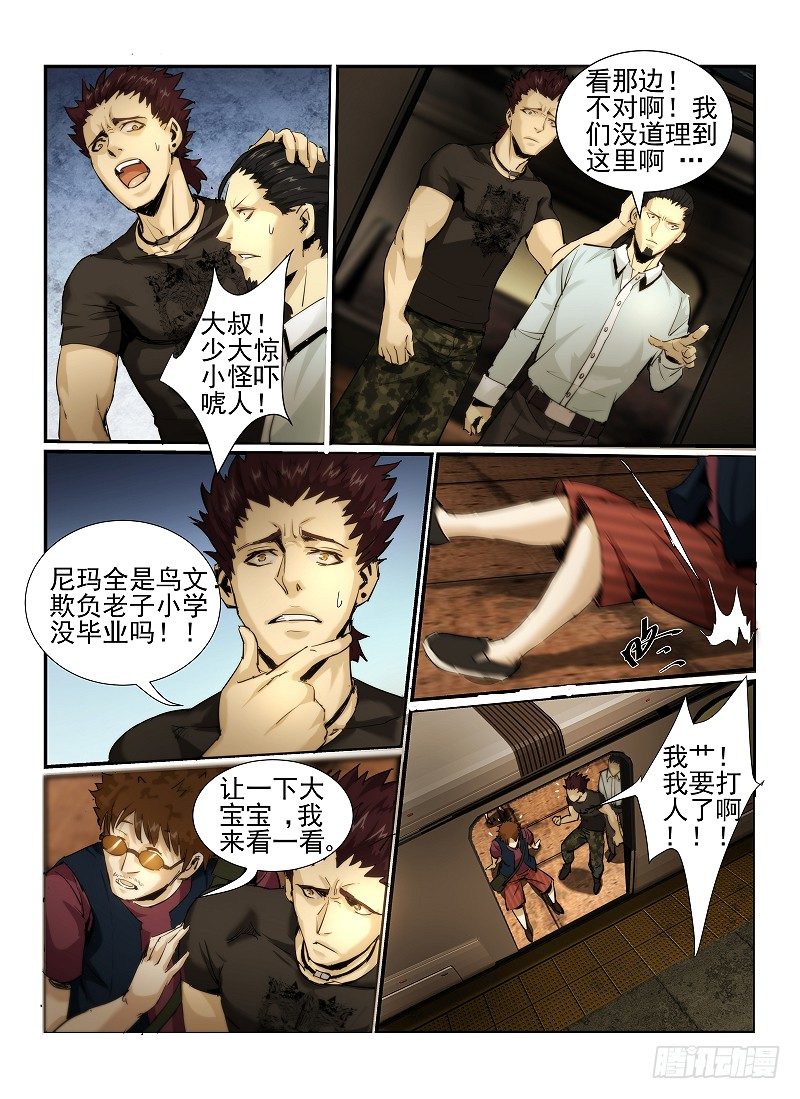 大叔！
少大惊
小怪吓
唬人！
看那边！
不对啊！我
们没道理到
这里啊 …
尼玛全是鸟文
欺负老子小学
没毕业吗！！
让一下大
宝宝，我
来看一看。
我艹！
我要打
人了啊
！！！
腾讯动漫